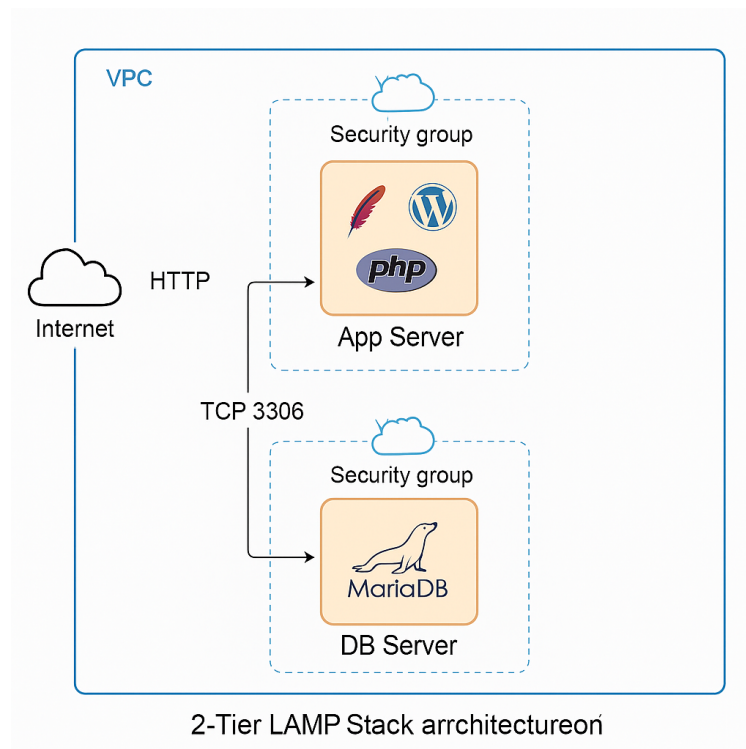 VPC
Security group
W
php
App Server
HTTP
Internet
TCP 3306
Security group
MariaDB
DB Server
2-Tier LAMP Stack arrchitectureon